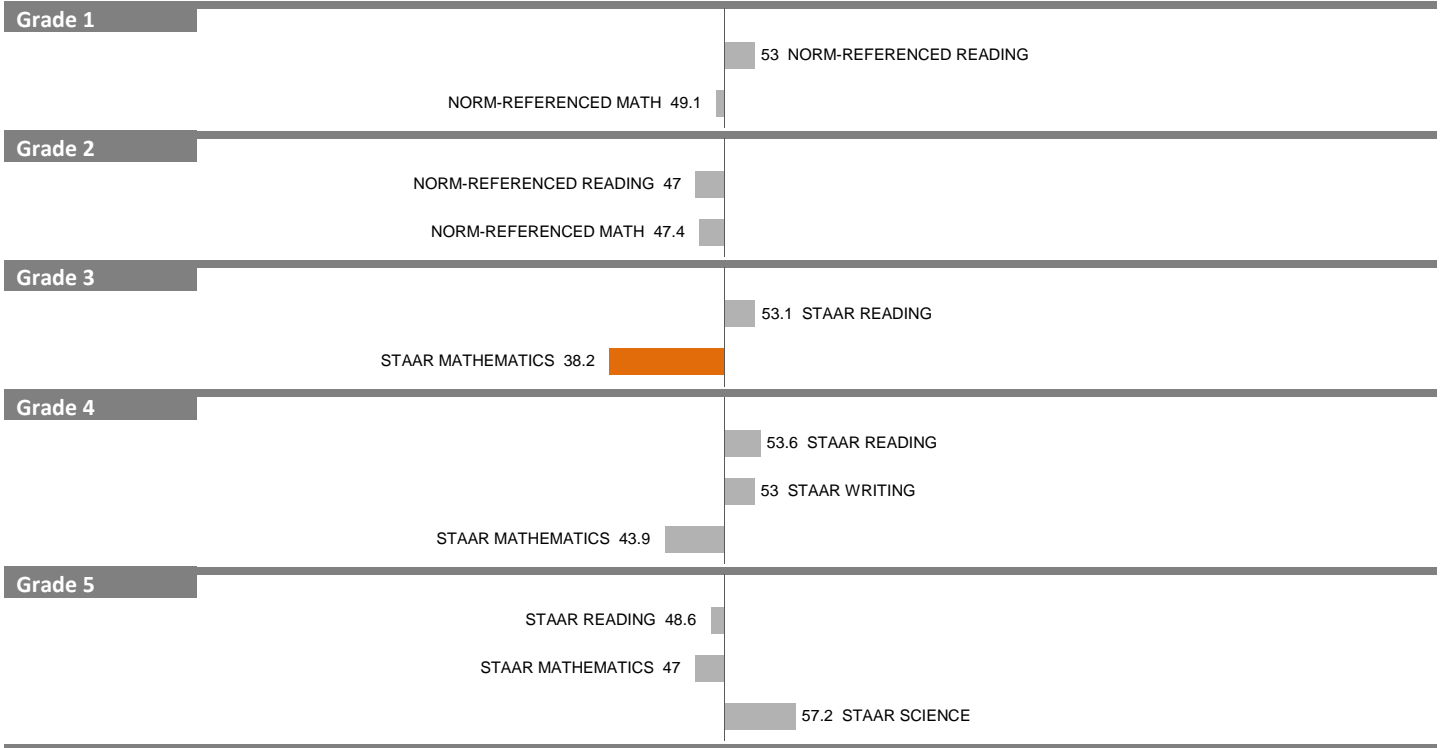 Grade 1
53 NORM-REFERENCED READING
NORM-REFERENCED MATH 49.1
Grade 2
NORM-REFERENCED READING 47
NORM-REFERENCED MATH 47.4
Grade 3
53.1 STAAR READING
STAAR MATHEMATICS 38.2
Grade 4
53.6 STAAR READING
53 STAAR WRITING
STAAR MATHEMATICS 43.9
Grade 5
STAAR READING 48.6
STAAR MATHEMATICS 47
57.2 STAAR SCIENCE